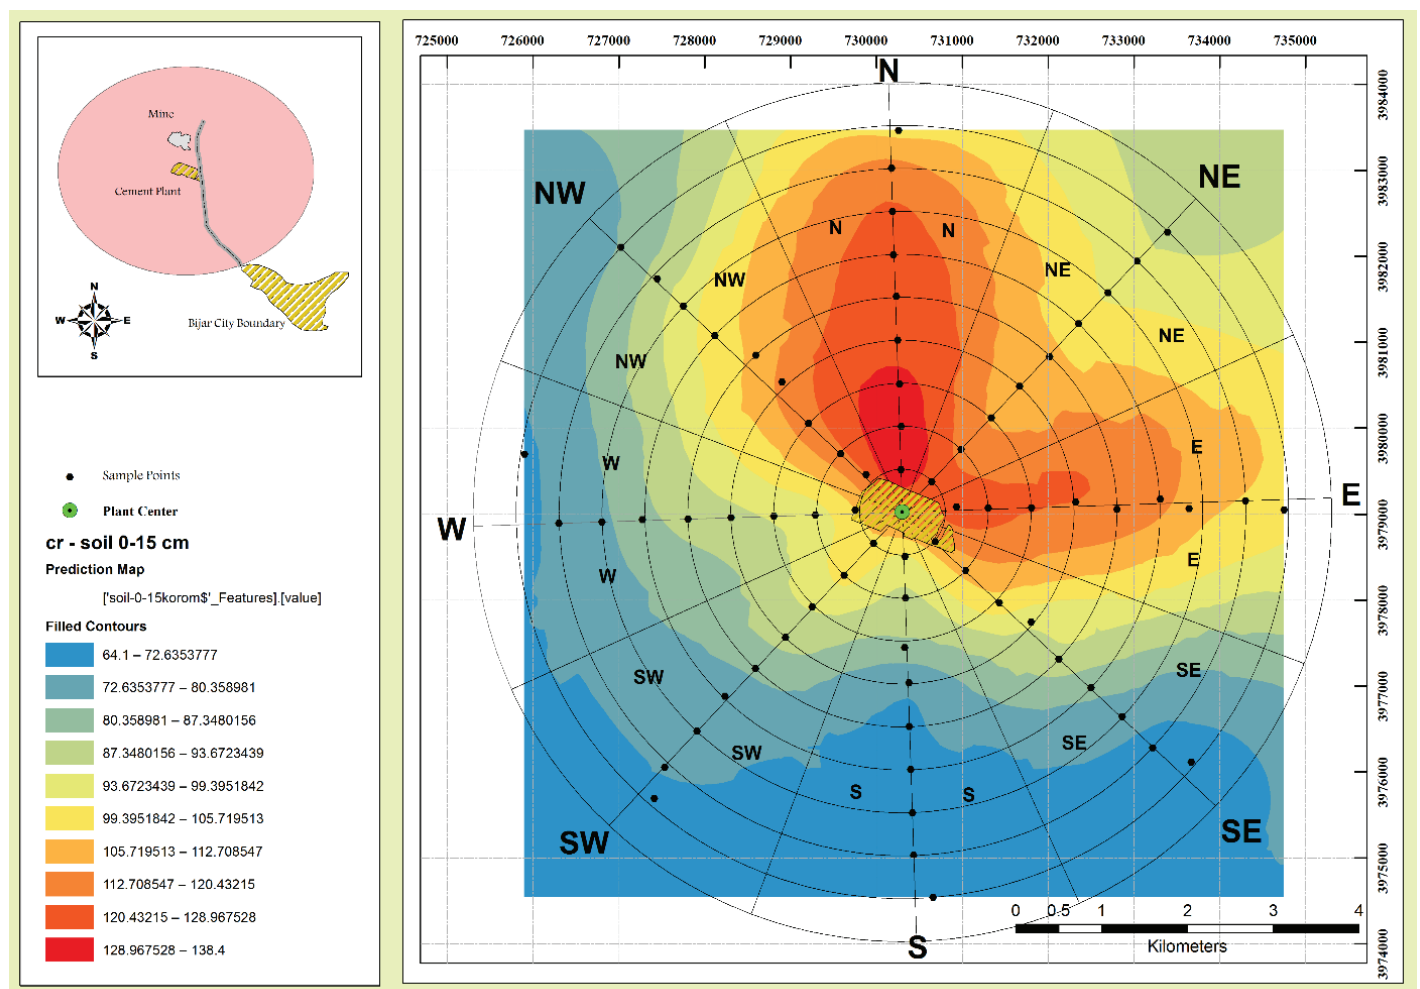 Mine
Cement Plant
N
W
E
S
Bijar City Boundary
Sample Points
Plant Center
cr - soil 0-15 cm
Prediction Map
['soil-0-15korom$'_Features].[value]
Filled Contours
64.1 – 72.6353777
72.6353777 – 80.358981
80.358981 – 87.3480156
87.3480156 – 93.6723439
93.6723439 – 99.3951842
99.3951842 – 105.719513
105.719513 – 112.708547
112.708547 – 120.43215
120.43215 – 128.967528
128.967528 – 138.4
725000 726000 727000 728000 729000 730000 731000 732000 733000 734000 735000
N
NW
NE
N
N
NW
NE
NW
NE
W
E
E
W
W
E
SW
SE
SW
SE
S
S
SW
SE
S
3984000
3983000
3982000
3981000
3980000
3979000
3978000
3977000
3976000
3975000
3974000
0 0.5 1 2 3 4
Kilometers